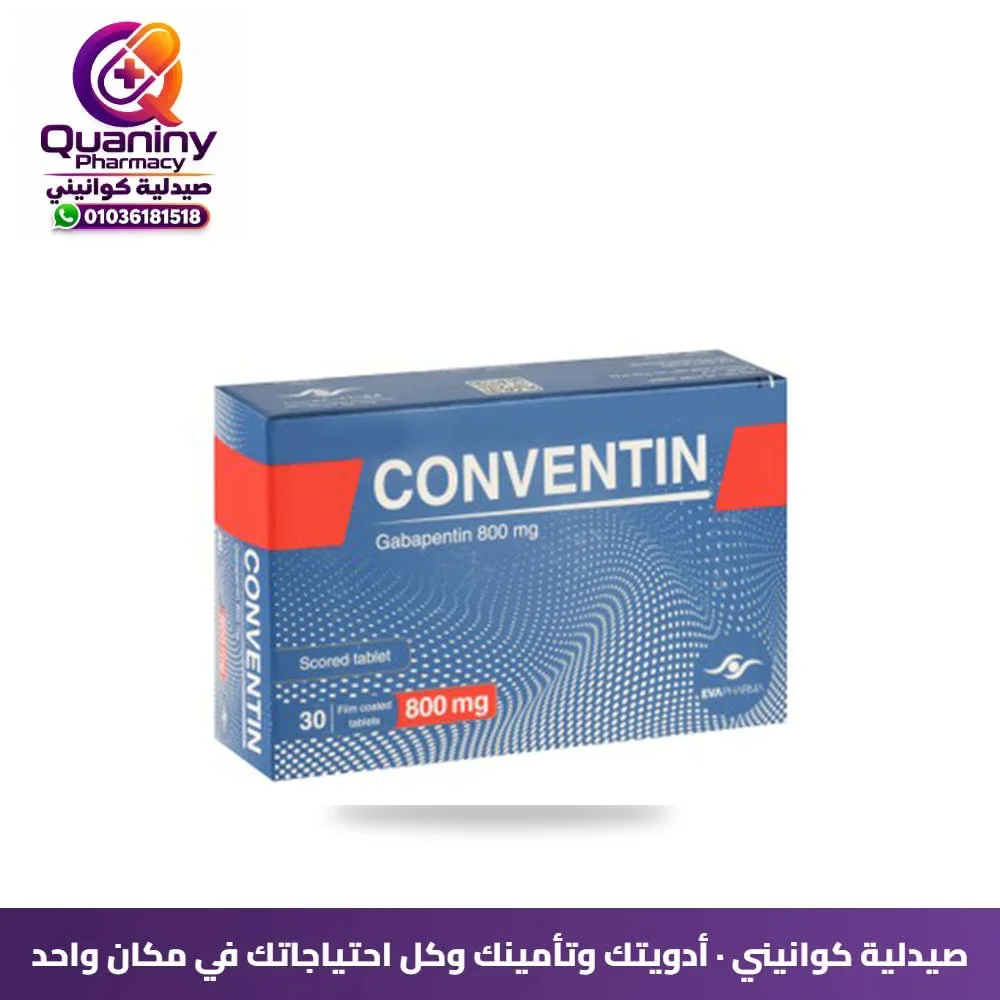 Quaniny
Pharmacy
صيدلية كوانيني
01036181518
CONVENTIN
Gabapentin 800 mg
Scored tablet
30 Film coated
tablets
800 mg
EVAPHARMA
CONVENTIN
صيدلية كوانيني · أدويتك وتأمينك وكل احتياجاتك في مكان واحد